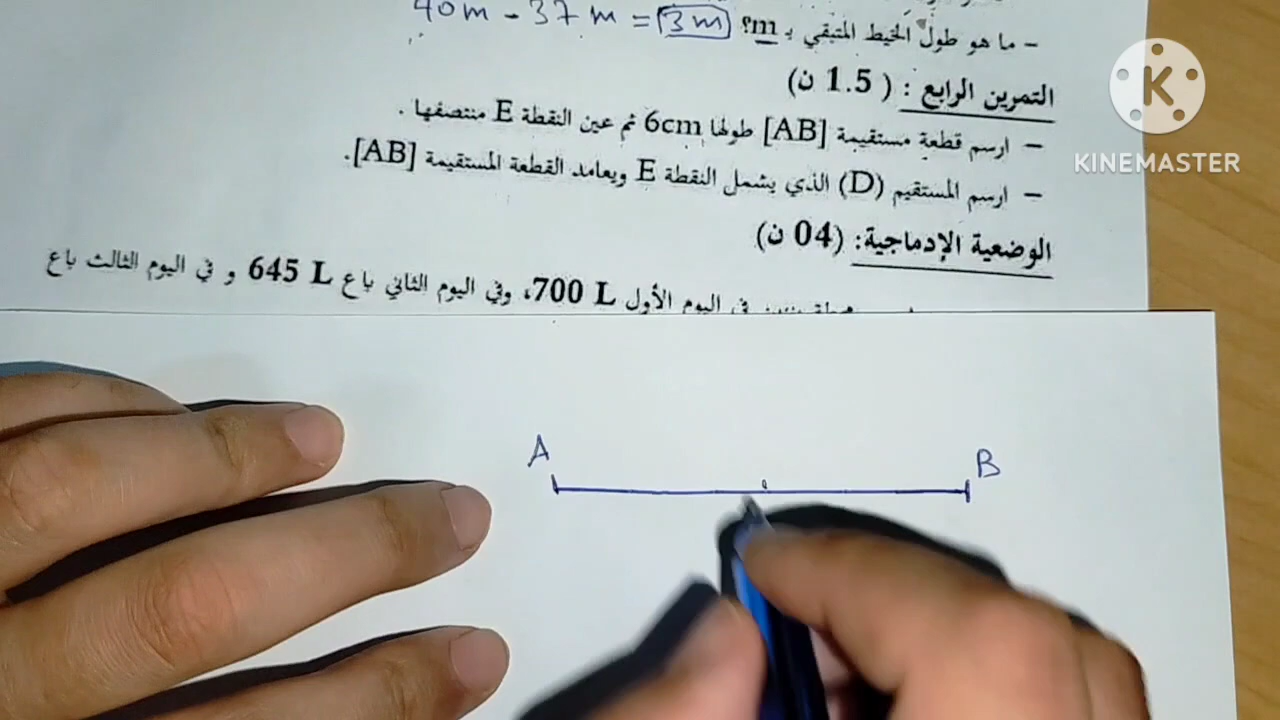 40m - 37m = 3m
– ما هو طول الخيط المتبقي بـ m؟
التمرين الرابع : ( 1.5 ن)
– ارسم قطعة مستقيمة [AB] طولها 6cm ثم عين النقطة E منتصفها .
– ارسم المستقيم (D) الذي يشمل النقطة E ويعامد القطعة المستقيمة [AB].
الوضعية الإدماجية: (04 ن)
في اليوم الأول 700 L، وفي اليوم الثاني باع 645 L و في اليوم الثالث باع
A
B
K
KINEMASTER